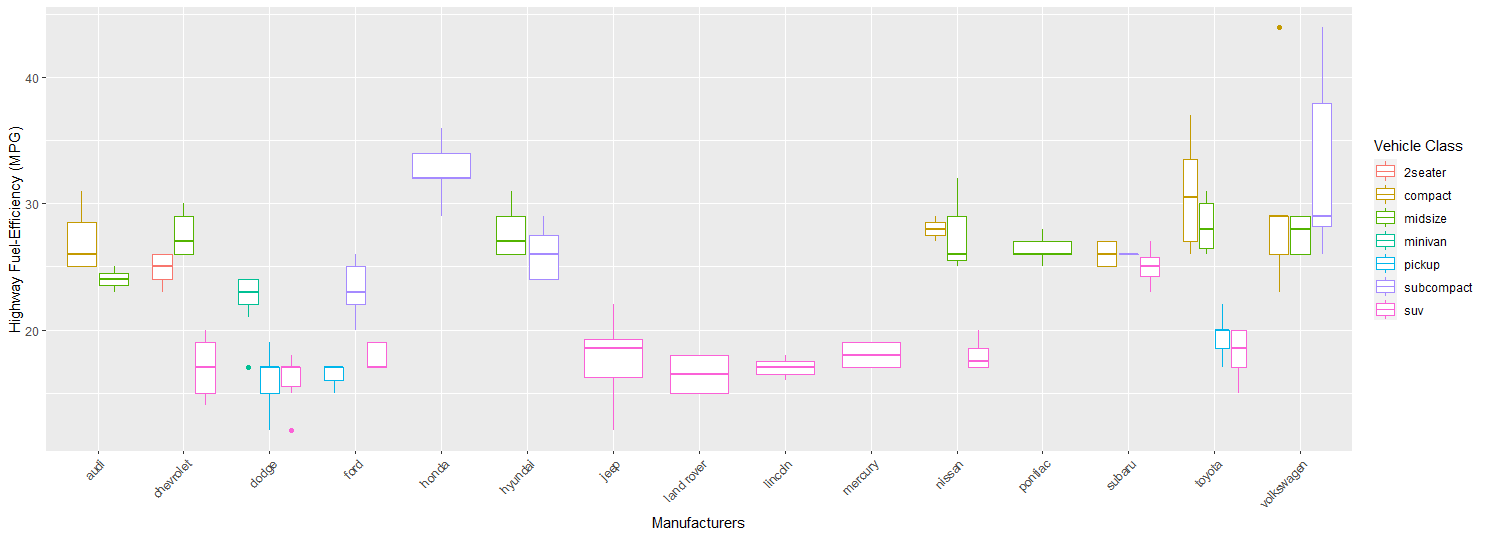 Highway Fuel-Efficiency (MPG)
40
30
20
audi
chevrolet
dodge
ford
honda
hyundai
jeep
land rover
lincoln
mercury
nissan
pontiac
subaru
toyota
volkswagen
Manufacturers
Vehicle Class
2seater
compact
midsize
minivan
pickup
subcompact
suv